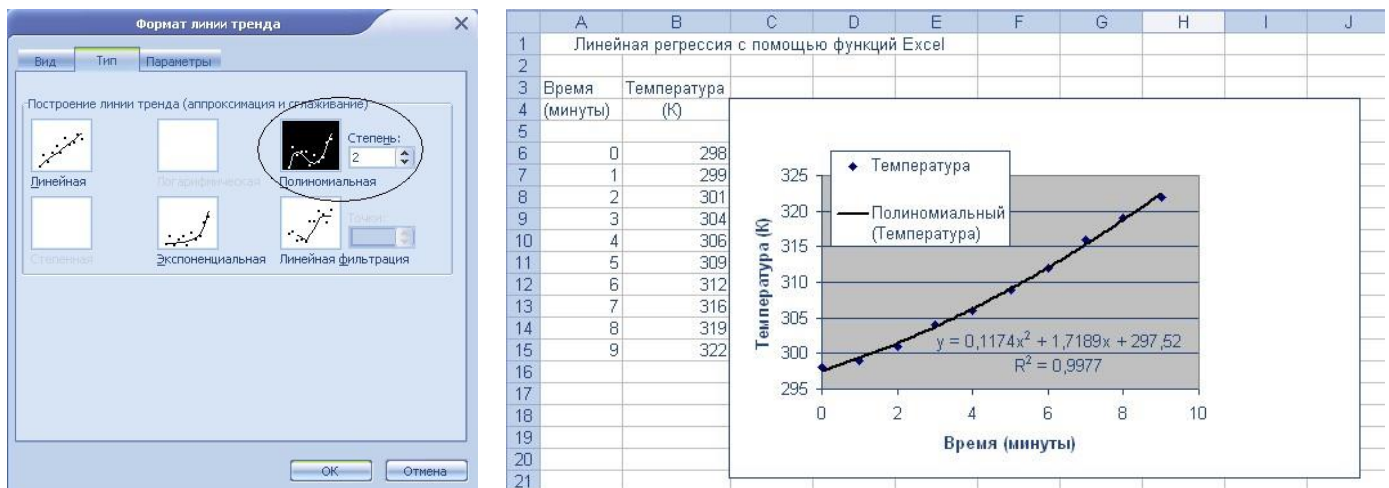 Формат линии тренда
Вид
Тип
Параметры
Построение линии тренда (аппроксимация и сглаживание)
Степень:
2
Линейная
Логарифмическая
Полиномиальная
Точки:
Степенная
Экспоненциальная
Линейная фильтрация
OK
Отмена
A B C D E F G H I J
1 Линейная регрессия с помощью функций Excel
2
3 Время Температура
4 (минуты) (К)
5
6 0 298
7 1 299
8 2 301
9 3 304
10 4 306
11 5 309
12 6 312
13 7 316
14 8 319
15 9 322
16
17
18
19
20
21
Температура
Полиномиальный
(Температура)
325
320
315
310
305
300
295
Температура (К)
y = 0,1174x² + 1,7189x + 297,52
R² = 0,9977
0 2 4 6 8 10
Время (минуты)